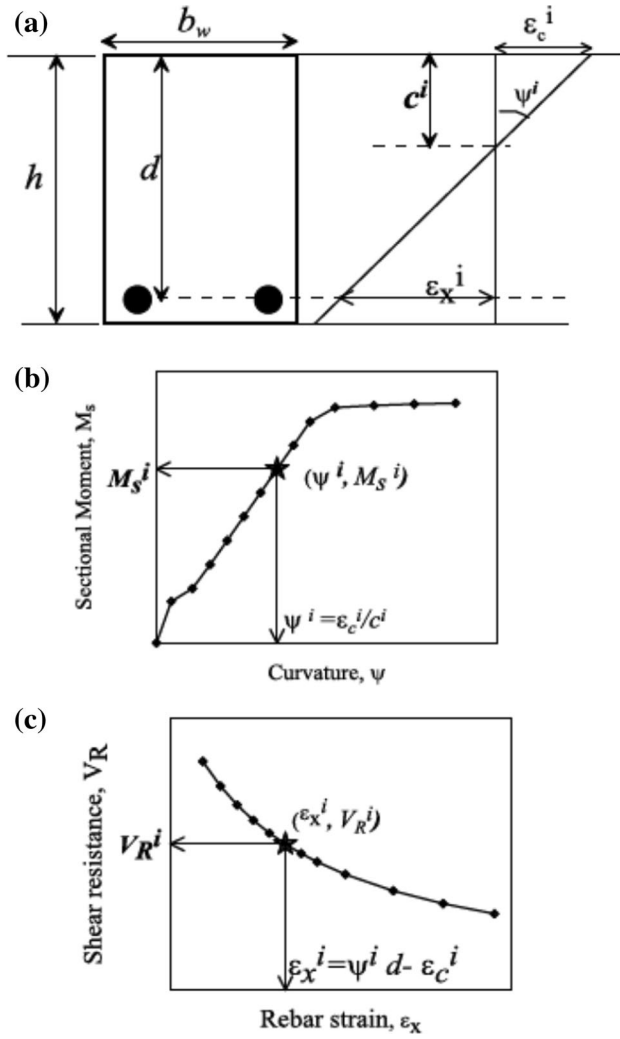 (a)
b_w
ε_c^i
ψ^i
c^i
h
d
ε_x^i
(b)
Sectional Moment, M_s
M_s^i
(ψ^i, M_s^i)
ψ^i =ε_c^i/c^i
Curvature, ψ
(c)
Shear resistance, V_R
V_R^i
(ε_x^i, V_R^i)
ε_x^i=ψ^i d- ε_c^i
Rebar strain, ε_x